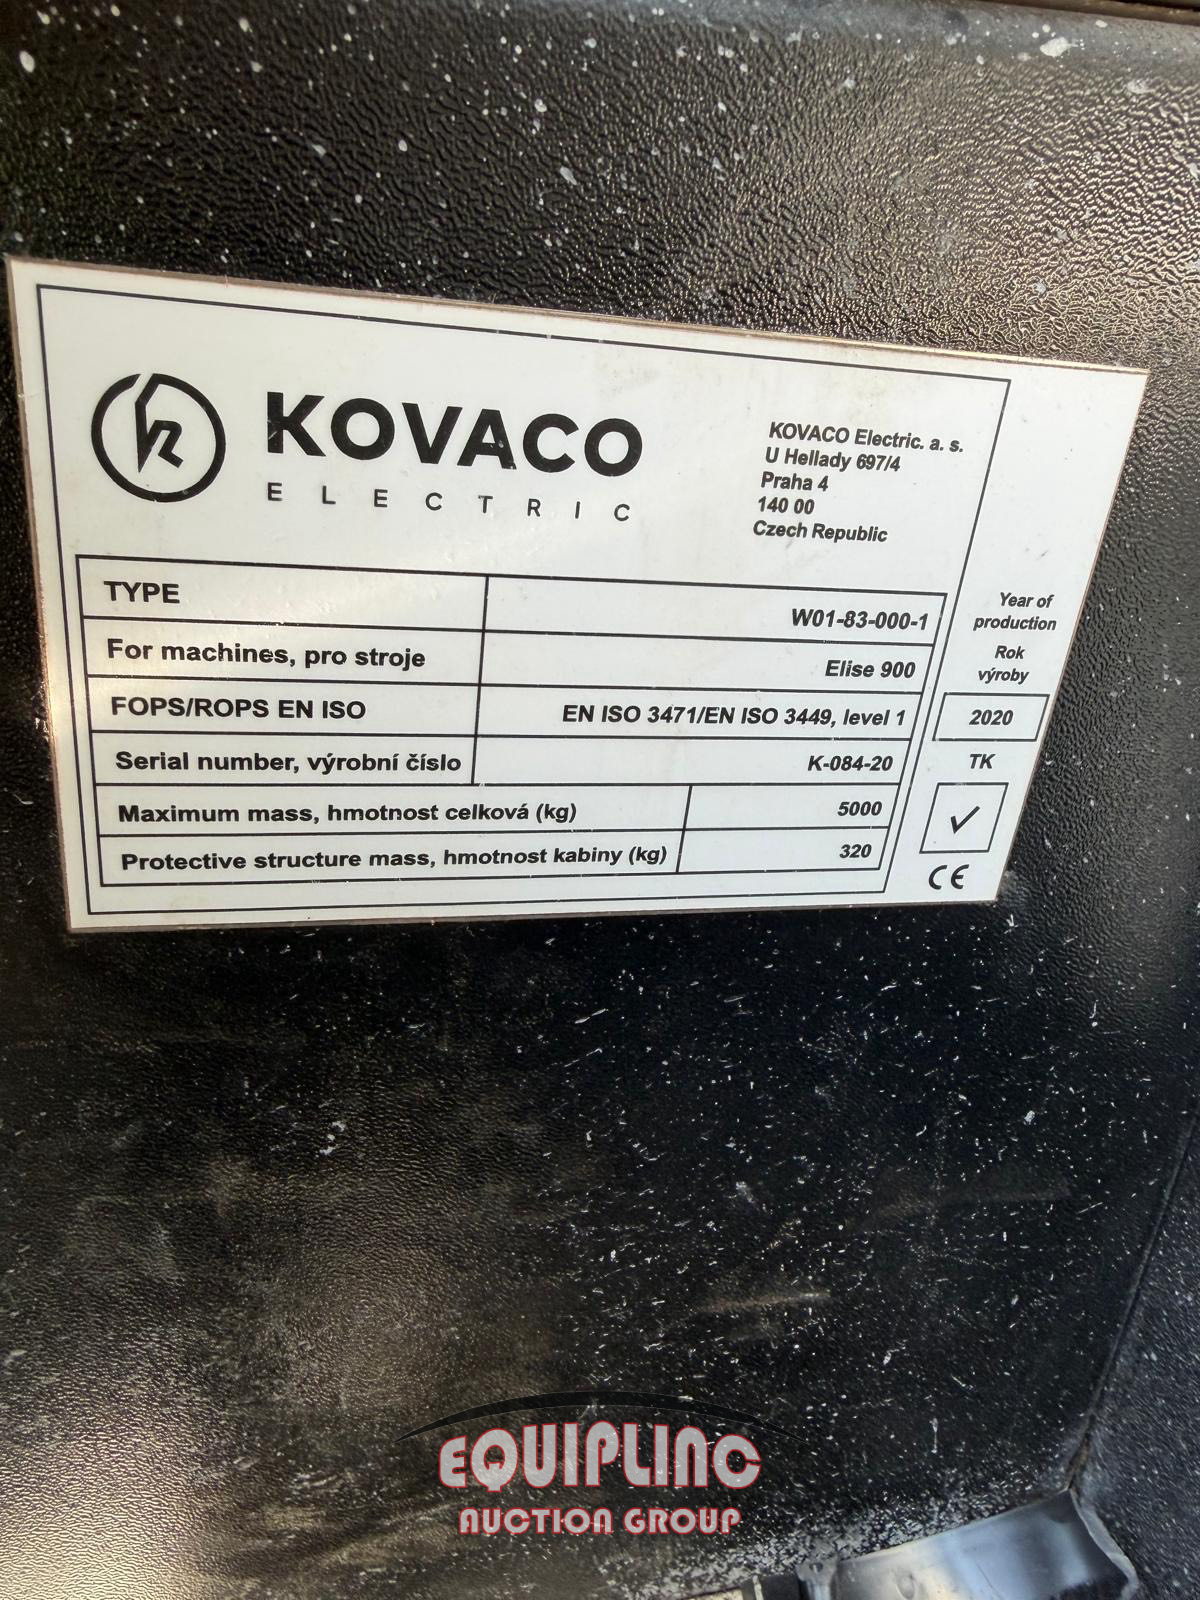 KOVACO
ELECTRIC
KOVACO Electric. a. s.
U Hellady 697/4
Praha 4
140 00
Czech Republic
TYPE W01-83-000-1
For machines, pro stroje Elise 900
FOPS/ROPS EN ISO EN ISO 3471/EN ISO 3449, level 1
Serial number, výrobní číslo K-084-20
Maximum mass, hmotnost celková (kg) 5000
Protective structure mass, hmotnost kabiny (kg) 320
Year of
production
Rok
výroby
2020
TK
CE
EQUIPLINC
AUCTION GROUP